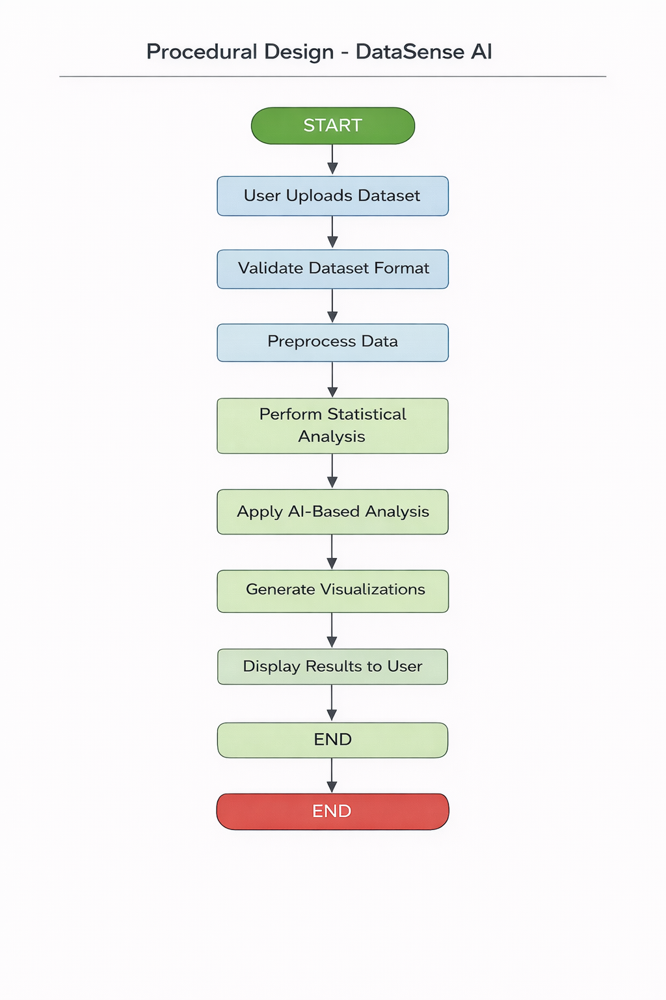 Procedural Design - DataSense AI
START
User Uploads Dataset
Validate Dataset Format
Preprocess Data
Perform Statistical
Analysis
Apply AI-Based Analysis
Generate Visualizations
Display Results to User
END
END